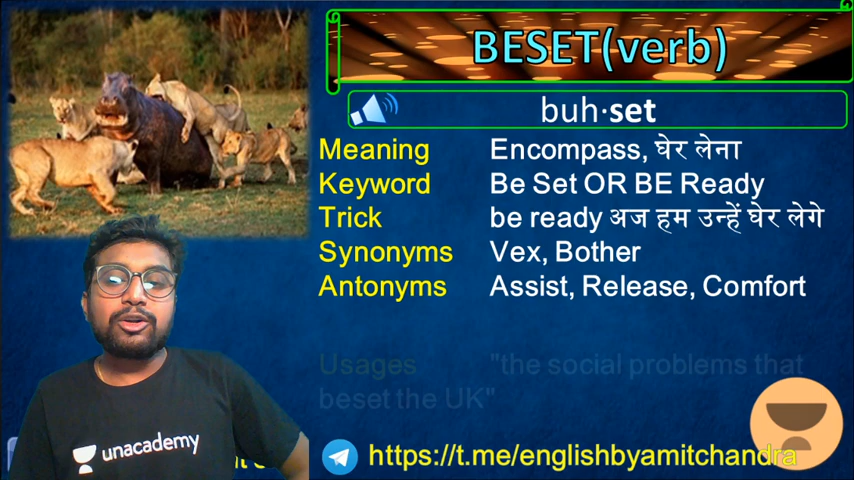 BESET(verb)
buh·set
Meaning Encompass, घेर लेना
Keyword Be Set OR BE Ready
Trick be ready अज हम उन्हें घेर लेगे
Synonyms Vex, Bother
Antonyms Assist, Release, Comfort
Usages "the social problems that
beset the UK"
unacademy
https://t.me/englishbyamitchandra